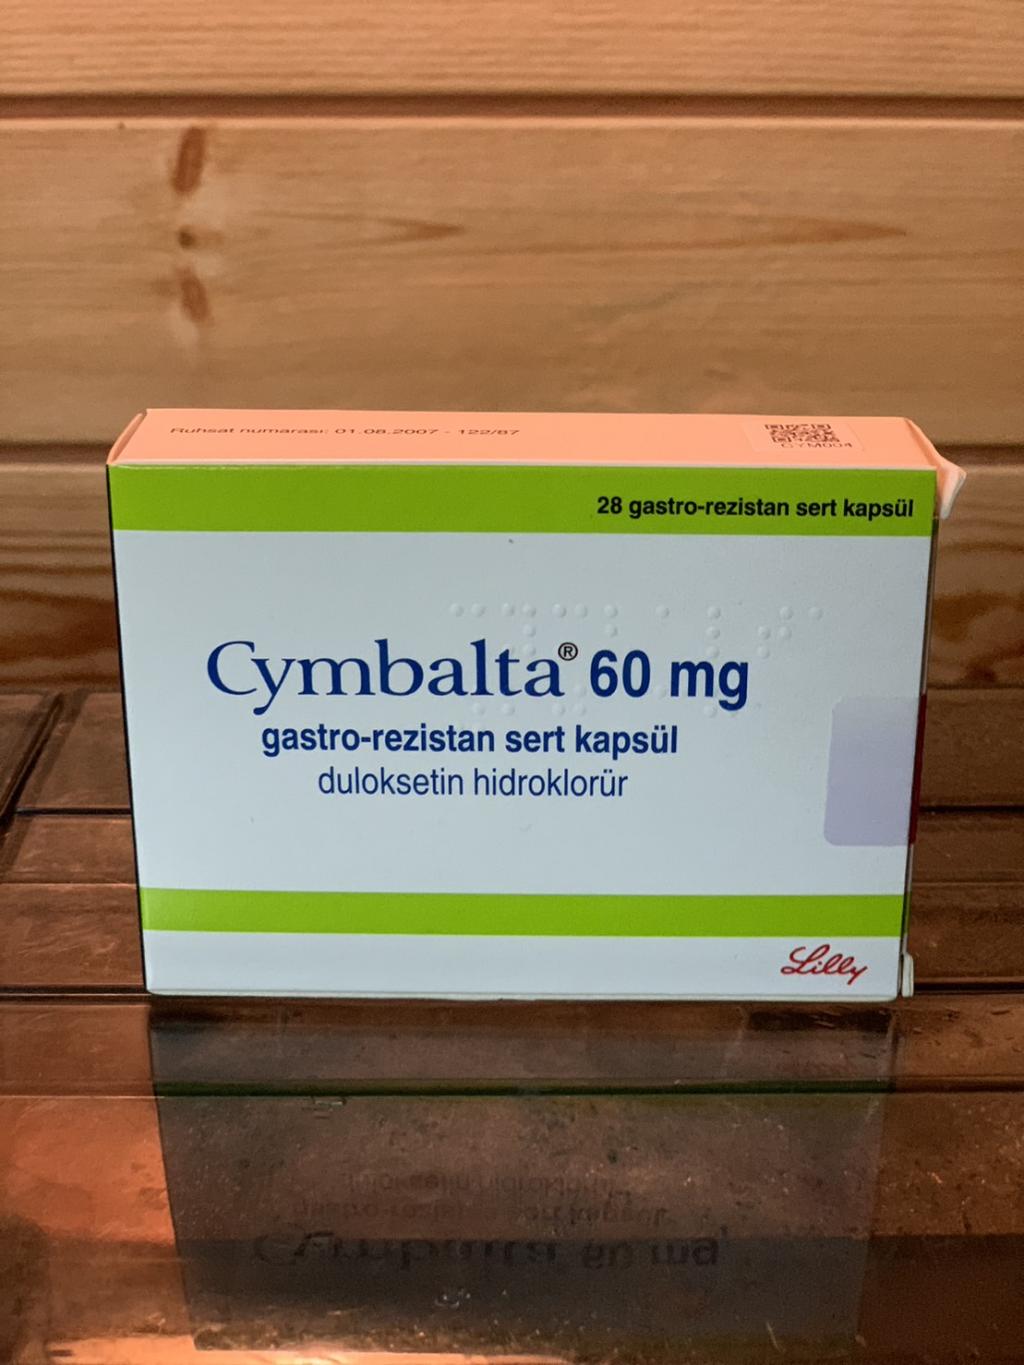 Ruhsat numarası: 01.08.2007 - 122/87
CYM004
28 gastro-rezistan sert kapsül
Cymbalta® 60 mg
gastro-rezistan sert kapsül
duloksetin hidroklorür
Lilly